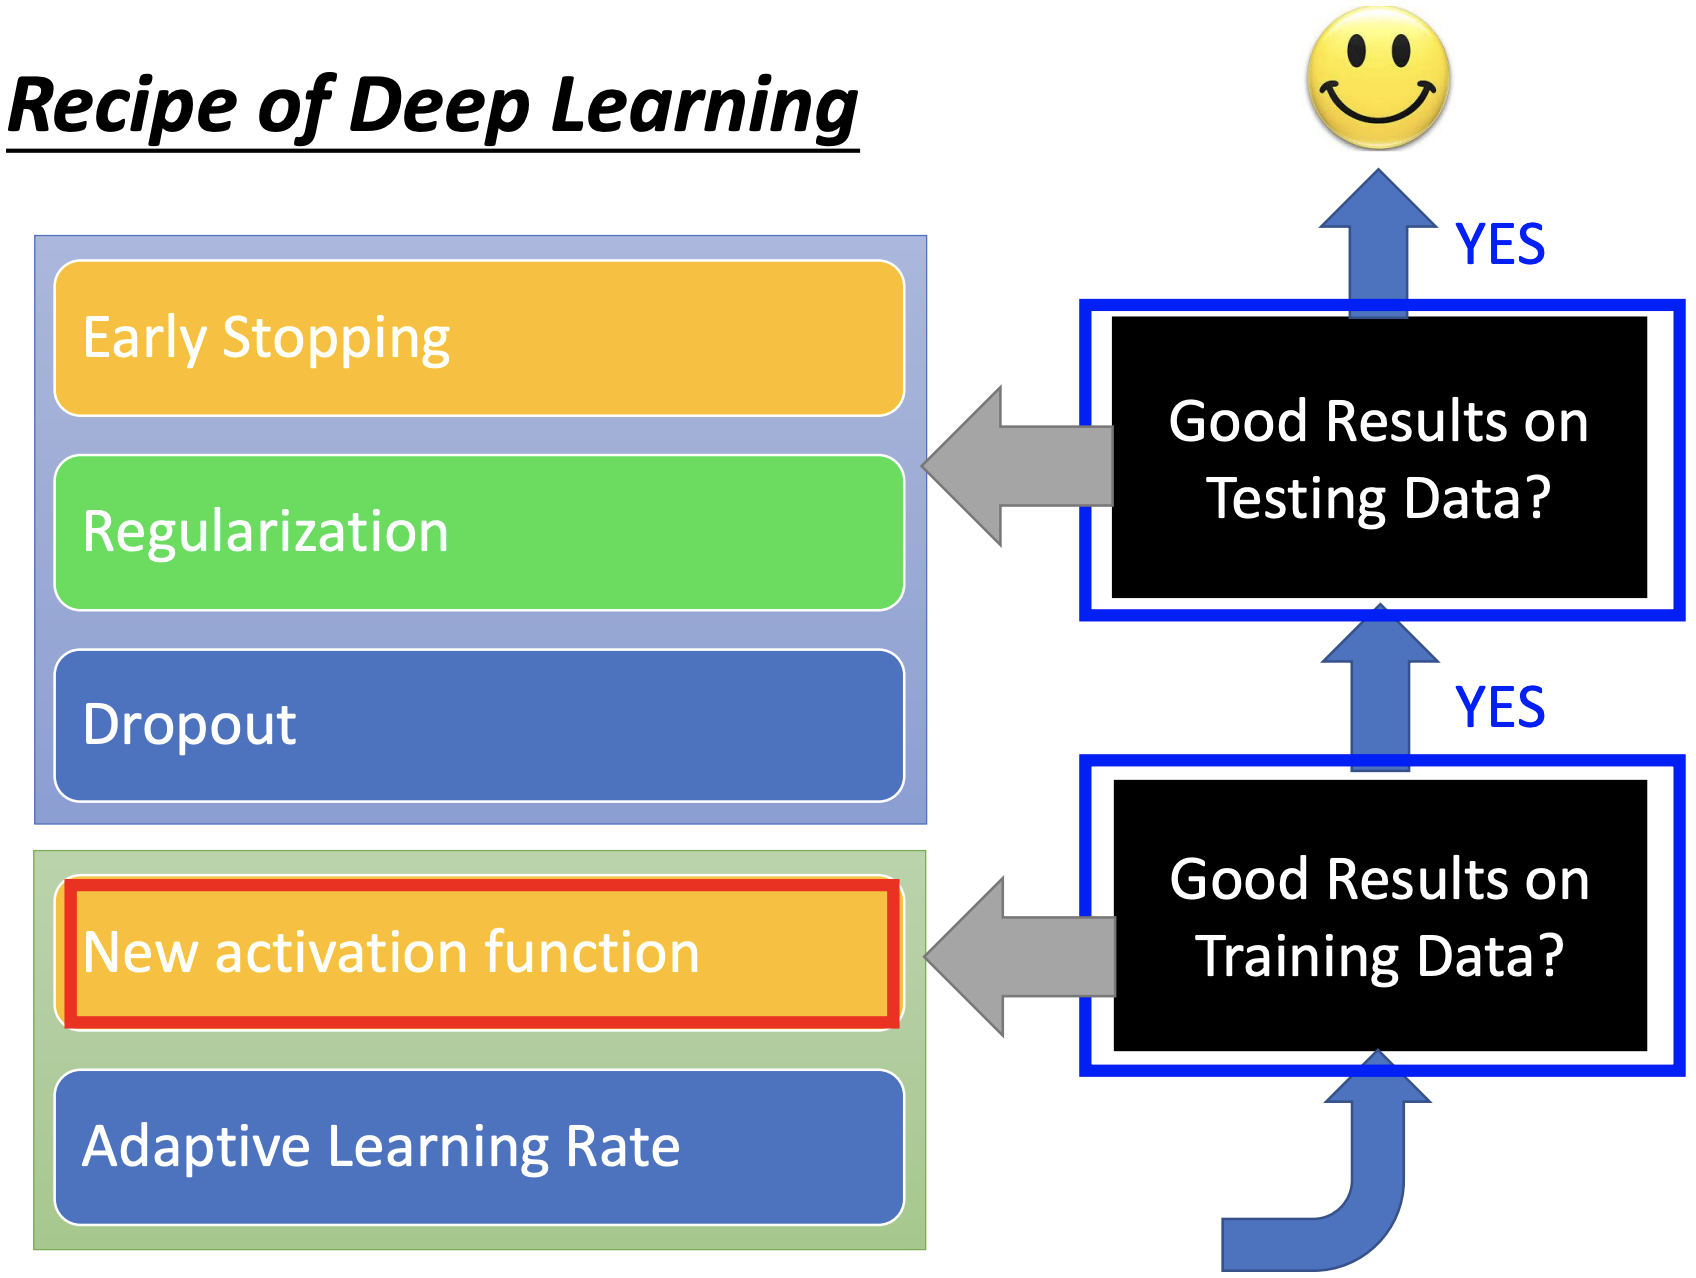 Recipe of Deep Learning
YES
Early Stopping
Good Results on
Testing Data?
Regularization
Dropout
YES
New activation function
Good Results on
Training Data?
Adaptive Learning Rate